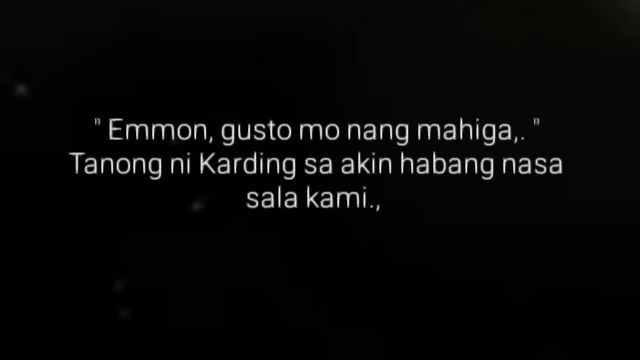 " Emmon, gusto mo nang mahiga,. "
Tanong ni Karding sa akin habang nasa
sala kami.,